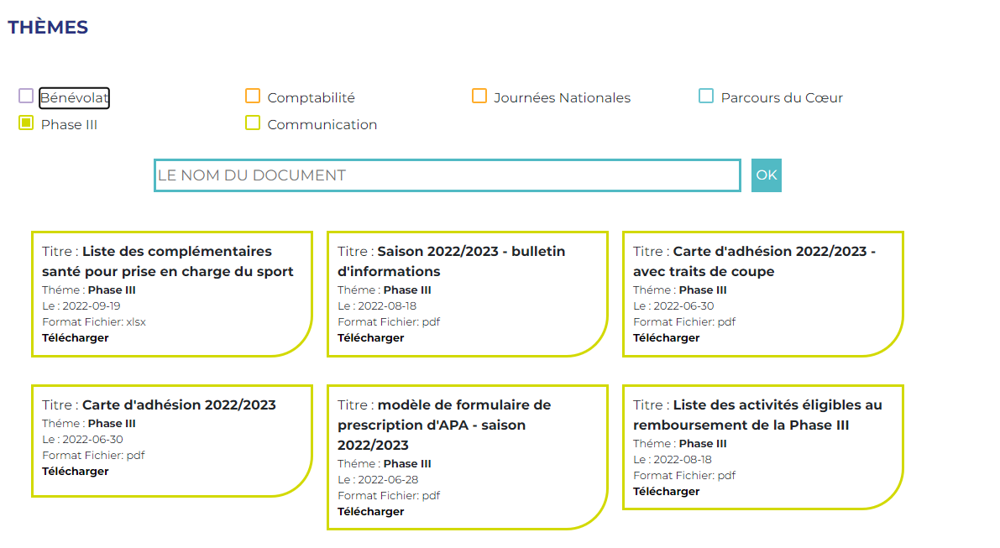 THÈMES
Bénévolat
Comptabilité
Journées Nationales
Parcours du Cœur
Phase III
Communication
LE NOM DU DOCUMENT
OK
Titre : Liste des complémentaires
santé pour prise en charge du sport
Théme : Phase III
Le : 2022-09-19
Format Fichier: xlsx
Télécharger
Titre : Saison 2022/2023 - bulletin
d'informations
Théme : Phase III
Le : 2022-08-18
Format Fichier: pdf
Télécharger
Titre : Carte d'adhésion 2022/2023 -
avec traits de coupe
Théme : Phase III
Le : 2022-06-30
Format Fichier: pdf
Télécharger
Titre : Carte d'adhésion 2022/2023
Théme : Phase III
Le : 2022-06-30
Format Fichier: pdf
Télécharger
Titre : modèle de formulaire de
prescription d'APA - saison
2022/2023
Théme : Phase III
Le : 2022-06-28
Format Fichier: pdf
Télécharger
Titre : Liste des activités éligibles au
remboursement de la Phase III
Théme : Phase III
Le : 2022-08-18
Format Fichier: pdf
Télécharger